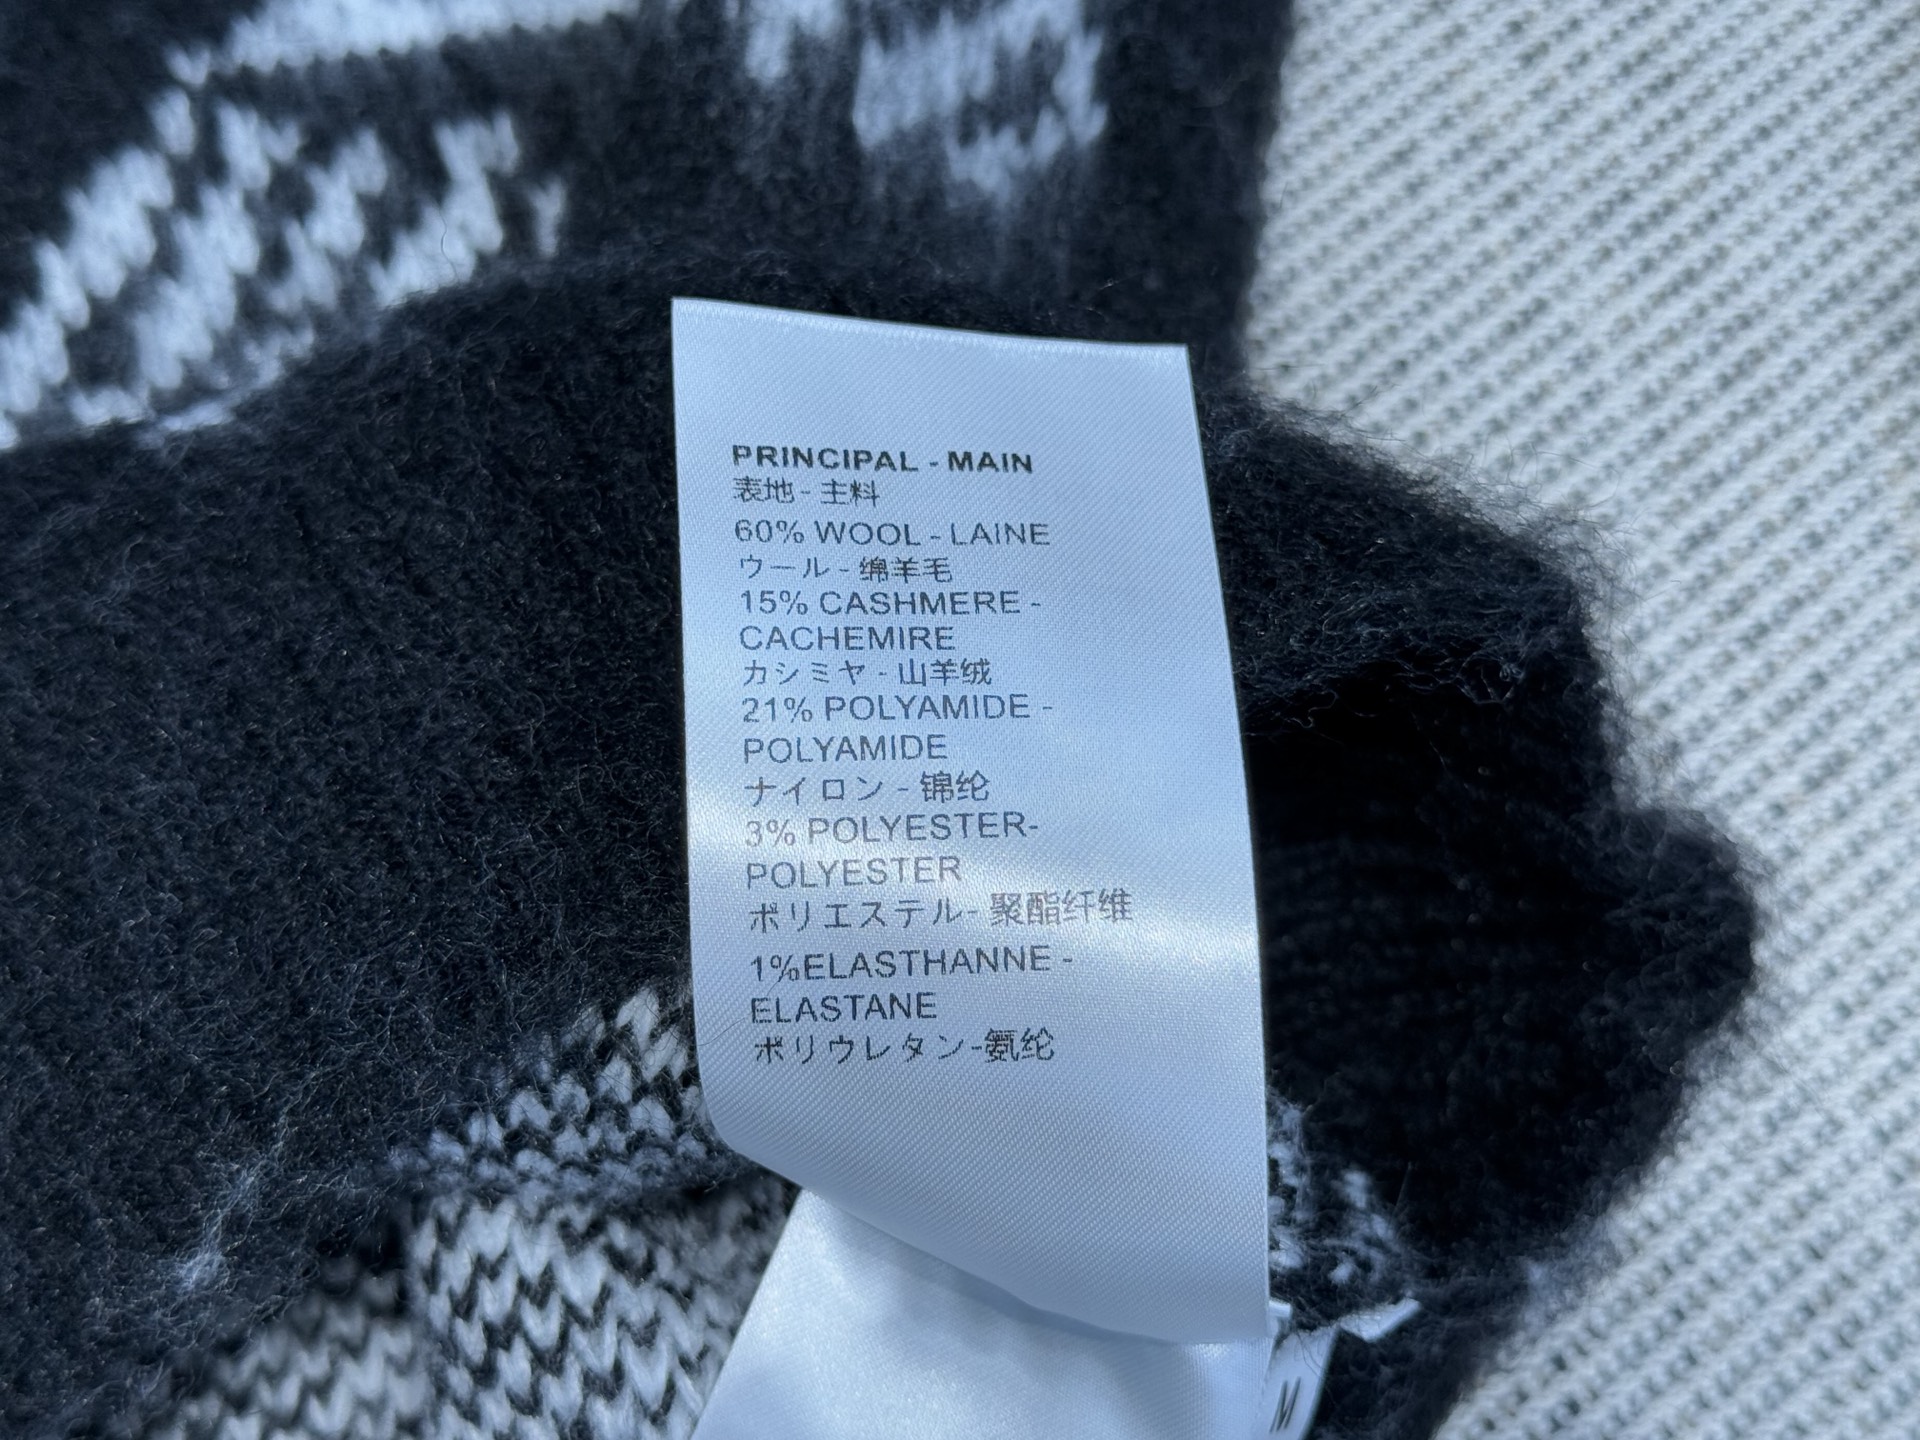 PRINCIPAL - MAIN
表地 - 主料
60% WOOL - LAINE
ウール - 绵羊毛
15% CASHMERE -
CACHEMIRE
カシミヤ - 山羊绒
21% POLYAMIDE -
POLYAMIDE
ナイロン - 锦纶
3% POLYESTER-
POLYESTER
ポリエステル- 聚酯纤维
1%ELASTHANNE -
ELASTANE
ポリウレタン-氨纶
M